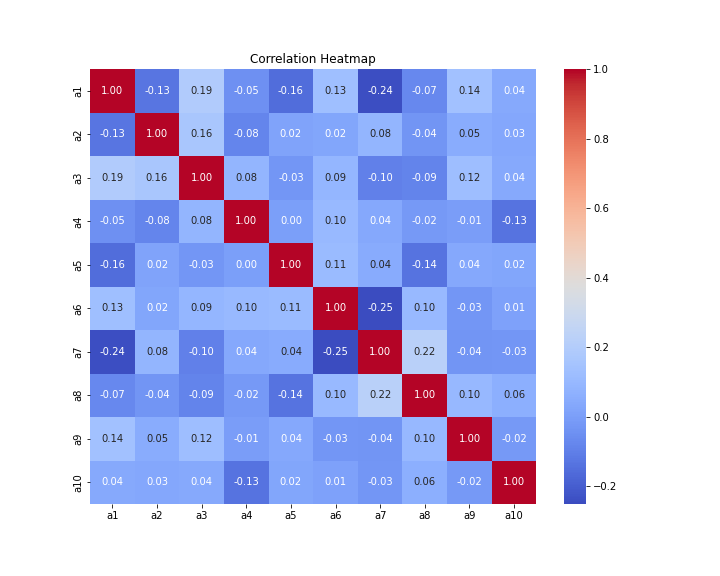 Correlation Heatmap
a1 1.00 -0.13 0.19 -0.05 -0.16 0.13 -0.24 -0.07 0.14 0.04
a2 -0.13 1.00 0.16 -0.08 0.02 0.02 0.08 -0.04 0.05 0.03
a3 0.19 0.16 1.00 0.08 -0.03 0.09 -0.10 -0.09 0.12 0.04
a4 -0.05 -0.08 0.08 1.00 0.00 0.10 0.04 -0.02 -0.01 -0.13
a5 -0.16 0.02 -0.03 0.00 1.00 0.11 0.04 -0.14 0.04 0.02
a6 0.13 0.02 0.09 0.10 0.11 1.00 -0.25 0.10 -0.03 0.01
a7 -0.24 0.08 -0.10 0.04 0.04 -0.25 1.00 0.22 -0.04 -0.03
a8 -0.07 -0.04 -0.09 -0.02 -0.14 0.10 0.22 1.00 0.10 0.06
a9 0.14 0.05 0.12 -0.01 0.04 -0.03 -0.04 0.10 1.00 -0.02
a10 0.04 0.03 0.04 -0.13 0.02 0.01 -0.03 0.06 -0.02 1.00
a1 a2 a3 a4 a5 a6 a7 a8 a9 a10
1.0
0.8
0.6
0.4
0.2
0.0
−0.2